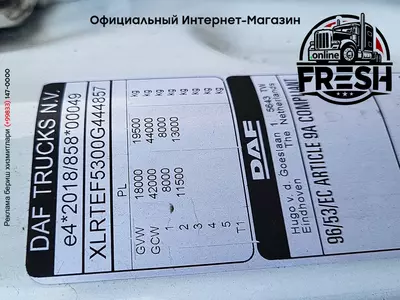 Официальный Интернет-Магазин
online
FRESH
Реклама бериш хизматлари (+99833) 147-0000
DAF TRUCKS N.V.
e4*2018/858*00049
XLRTEF5300G444857
PL
kg kg
GVW 18000 kg 19500 kg
GCW 42000 kg 44000 kg
1 8000 kg 8000 kg
2 11500 kg 13000 kg
3
4
5
T1
DAF
Hugo v. d. Goeslaan 1
5643 TW
Eindhoven
The Netherlands
96/53/EC ARTICLE 9A COMPLIANT